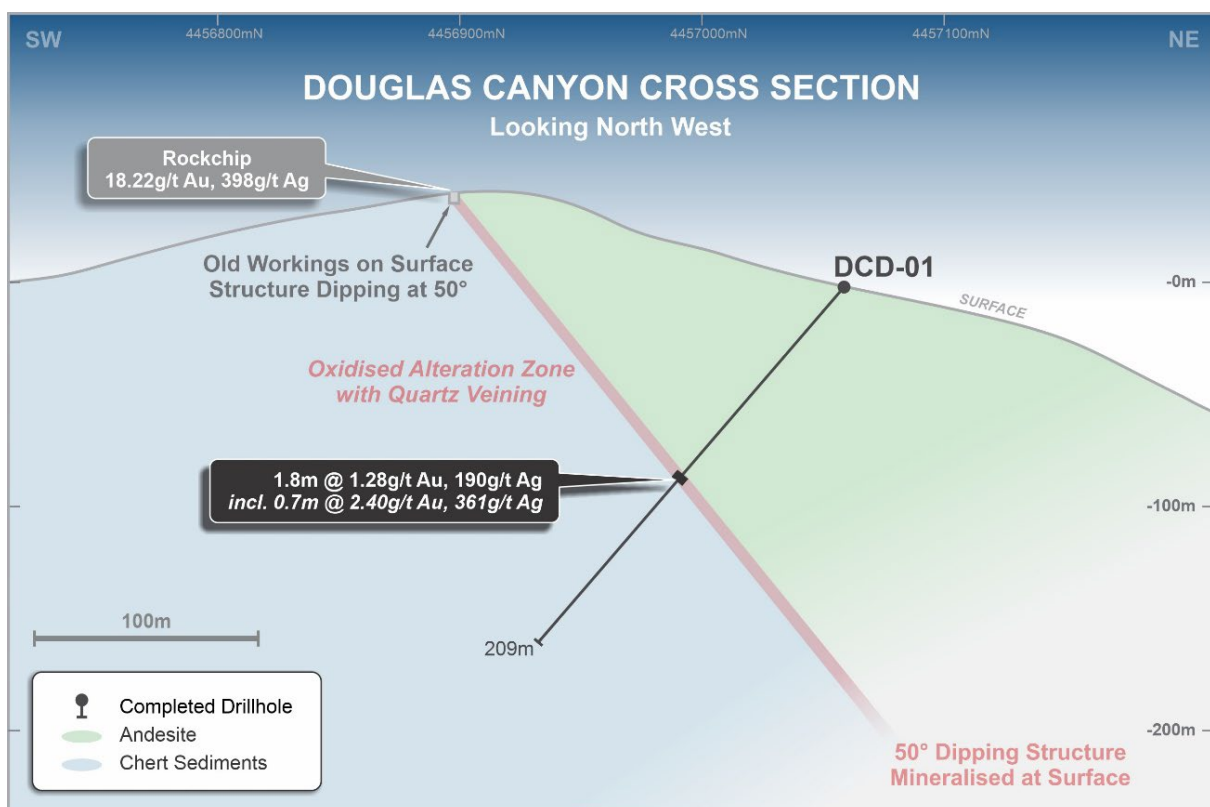 SW
4456800mN
4456900mN
4457000mN
4457100mN
NE
DOUGLAS CANYON CROSS SECTION
Looking North West
Rockchip
18.22g/t Au, 398g/t Ag
Old Workings on Surface
Structure Dipping at 50°
DCD-01
-0m
SURFACE
Oxidised Alteration Zone
with Quartz Veining
1.8m @ 1.28g/t Au, 190g/t Ag
incl. 0.7m @ 2.40g/t Au, 361g/t Ag
-100m
100m
209m
Completed Drillhole
Andesite
Chert Sediments
-200m
50° Dipping Structure
Mineralised at Surface